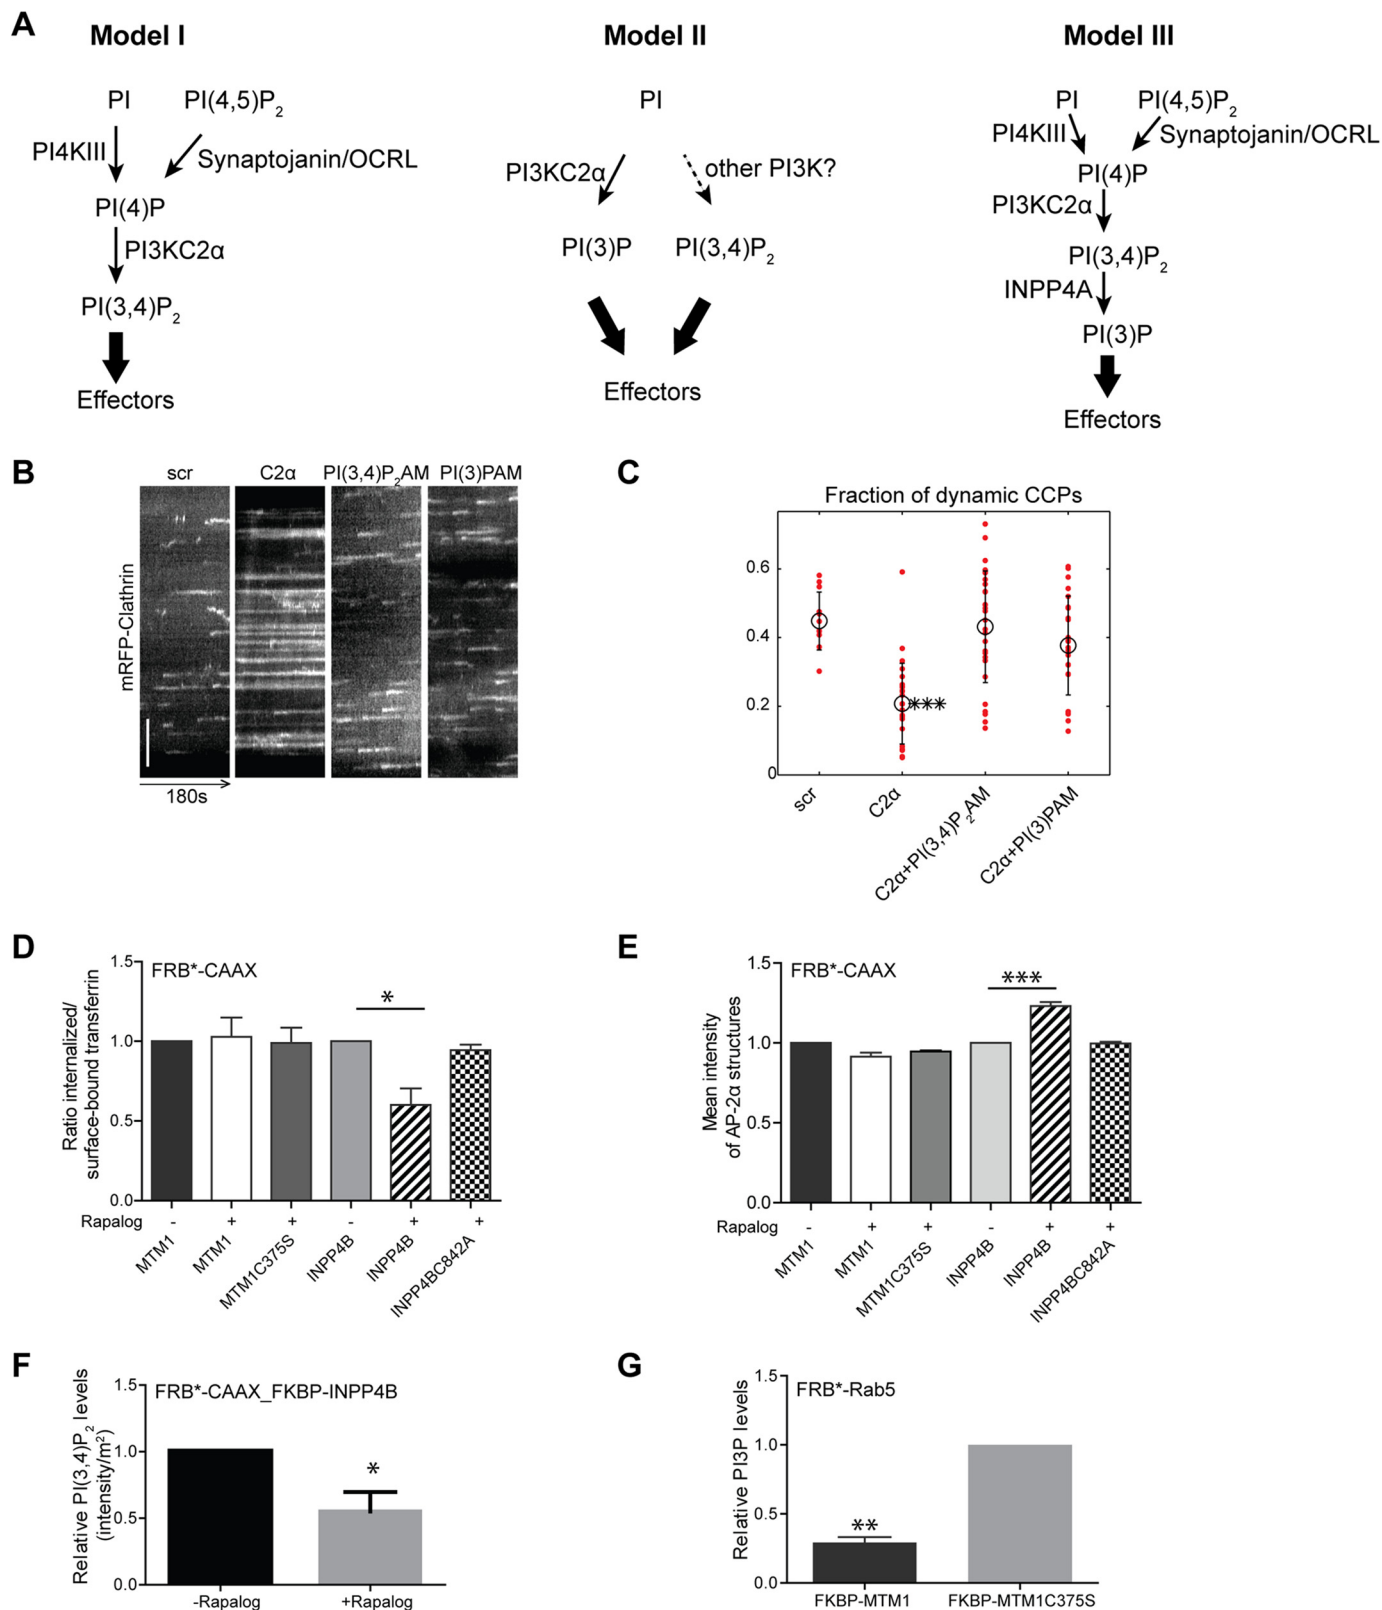 A
Model I
Model II
Model III
PI
PI(4,5)P2
PI4KIII
Synaptojanin/OCRL
PI(4)P
PI3KC2α
PI(3,4)P2
Effectors
PI
PI3KC2α
other PI3K?
PI(3)P
PI(3,4)P2
Effectors
PI
PI(4,5)P2
PI4KIII
Synaptojanin/OCRL
PI(4)P
PI3KC2α
PI(3,4)P2
INPP4A
PI(3)P
Effectors
B
scr
C2α
PI(3,4)P2AM
PI(3)PAM
mRFP-Clathrin
180s
C
Fraction of dynamic CCPs
0.6
0.4
0.2
0
***
scr
C2α
C2α+PI(3,4)P2AM
C2α+PI(3)PAM
D
FRB*-CAAX
Ratio internalized/
surface-bound transferrin
1.5
1.0
0.5
0.0
*
Rapalog - + + - + +
MTM1
MTM1
MTM1C375S
INPP4B
INPP4B
INPP4BC842A
E
FRB*-CAAX
Mean intensity
of AP-2α structures
1.5
1.0
0.5
0.0
***
Rapalog - + + - + +
MTM1
MTM1
MTM1C375S
INPP4B
INPP4B
INPP4BC842A
F
FRB*-CAAX_FKBP-INPP4B
Relative PI(3,4)P2 levels
(intensity/m2)
1.5
1.0
0.5
0.0
*
-Rapalog
+Rapalog
G
FRB*-Rab5
Relative PI3P levels
1.5
1.0
0.5
0.0
**
FKBP-MTM1
FKBP-MTM1C375S